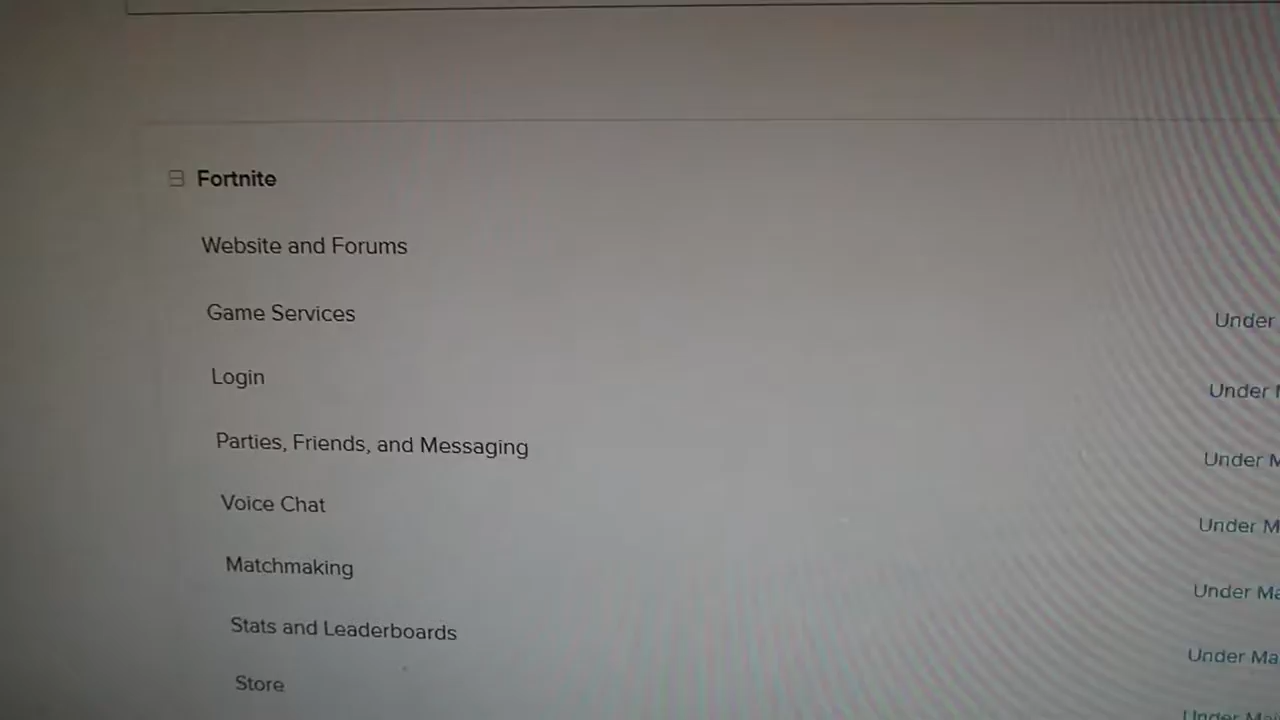 Fortnite
Website and Forums
Game Services
Under
Login
Under
Parties, Friends, and Messaging
Under
Voice Chat
Under
Matchmaking
Under
Stats and Leaderboards
Under
Store
Under